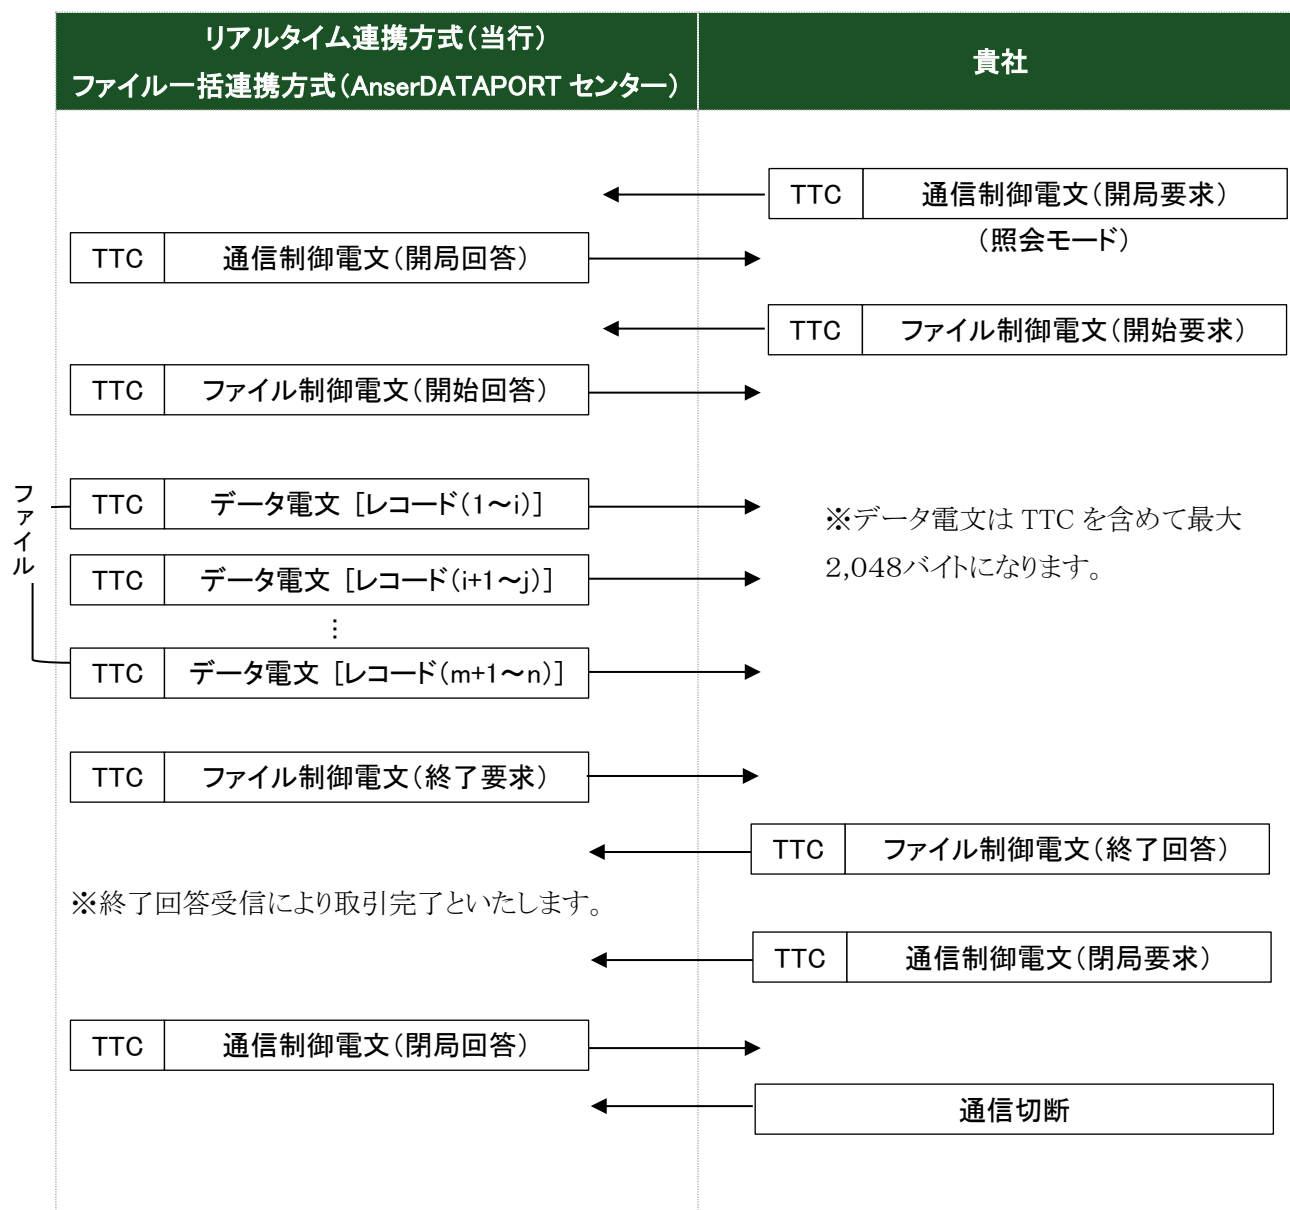 リアルタイム連携方式（当行）
ファイル一括連携方式（AnserDATAPORT センター）
貴社
TTC 通信制御電文（開局要求）
（照会モード）
TTC 通信制御電文（開局回答）
TTC ファイル制御電文（開始要求）
TTC ファイル制御電文（開始回答）
ファイル
TTC データ電文 [レコード（1～i）]
※データ電文は TTC を含めて最大
2,048バイトになります。
TTC データ電文 [レコード（i+1～j）]
⋮
TTC データ電文 [レコード（m+1～n）]
TTC ファイル制御電文（終了要求）
TTC ファイル制御電文（終了回答）
※終了回答受信により取引完了といたします。
TTC 通信制御電文（閉局要求）
TTC 通信制御電文（閉局回答）
通信切断